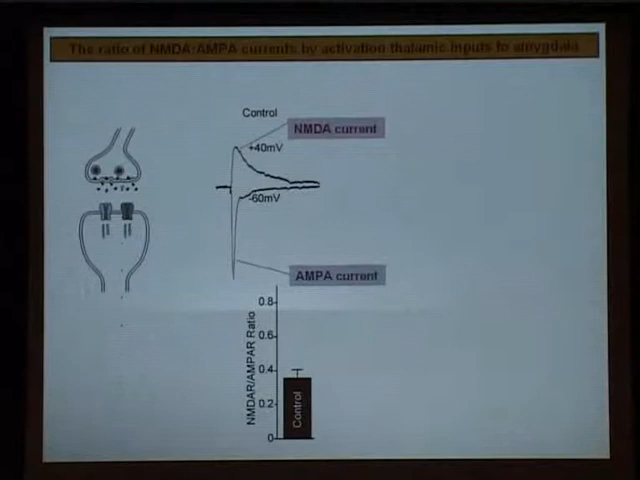 The ratio of NMDA:AMPA currents by activation thalamic inputs to amygdala
Control
NMDA current
+40mV
-60mV
AMPA current
NMDAR/AMPAR Ratio
0.8
0.6
0.4
0.2
0
Control